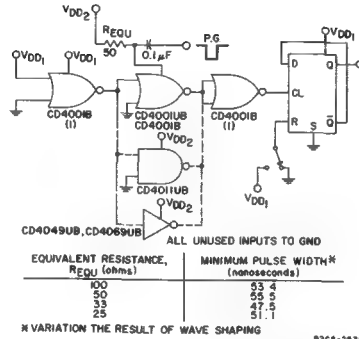 VDD2
REQU
50
0.1µF
P.G
VDD1
VDD1
VDD1
D
Q
CL
R
S
Q̅
CD4001B
(1)
CD4001UB
CD4001B
CD4001B
(1)
VDD2
CD4011UB
VDD2
VDD1
CD4049UB, CD4069UB
ALL UNUSED INPUTS TO GND
EQUIVALENT RESISTANCE, MINIMUM PULSE WIDTH*
REQU (ohms) (nanoseconds)
100 53.4
50 55.5
33 47.5
25 51.1
*VARIATION THE RESULT OF WAVE SHAPING